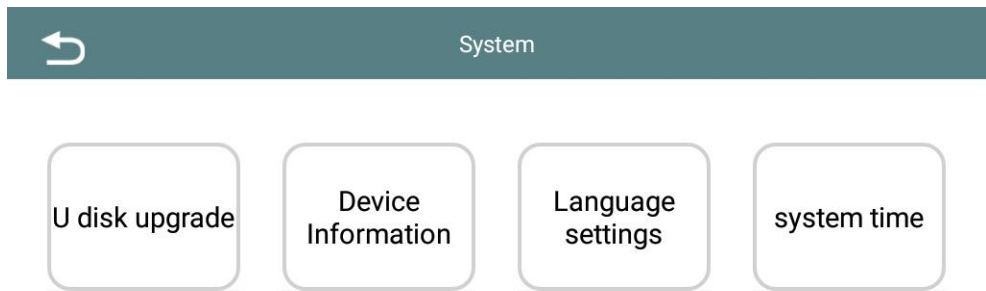 System
U disk upgrade
Device
Information
Language
settings
system time